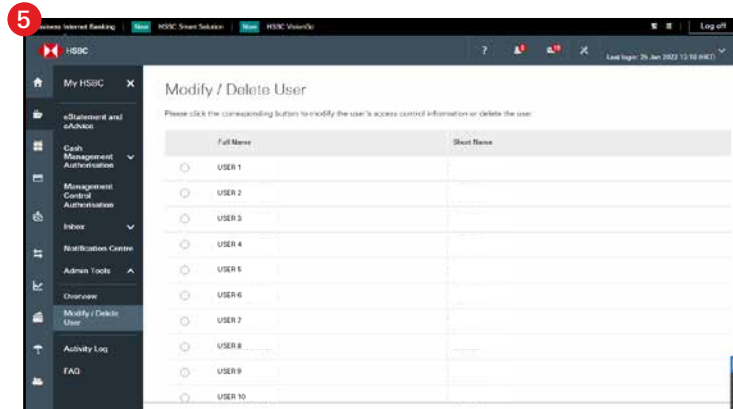 5
Business Internet Banking New HSBC Smart Solution New HSBC VisionGo 繁 简 Log off
HSBC ? Last login: 25 Jan 2022 13:10 (HKT)
My HSBC X
Modify / Delete User
Please click the corresponding button to modify the user's access control information or delete the user.
eStatement and
eAdvice
Full Name Short Name
Cash
Management
Authorisation
USER 1
Management
Control
Authorisation
USER 2
USER 3
Inbox
Notification Centre
USER 4
Admin Tools
USER 5
Overview
USER 6
Modify / Delete
User
USER 7
Activity Log
USER 8
FAQ
USER 9
USER 10